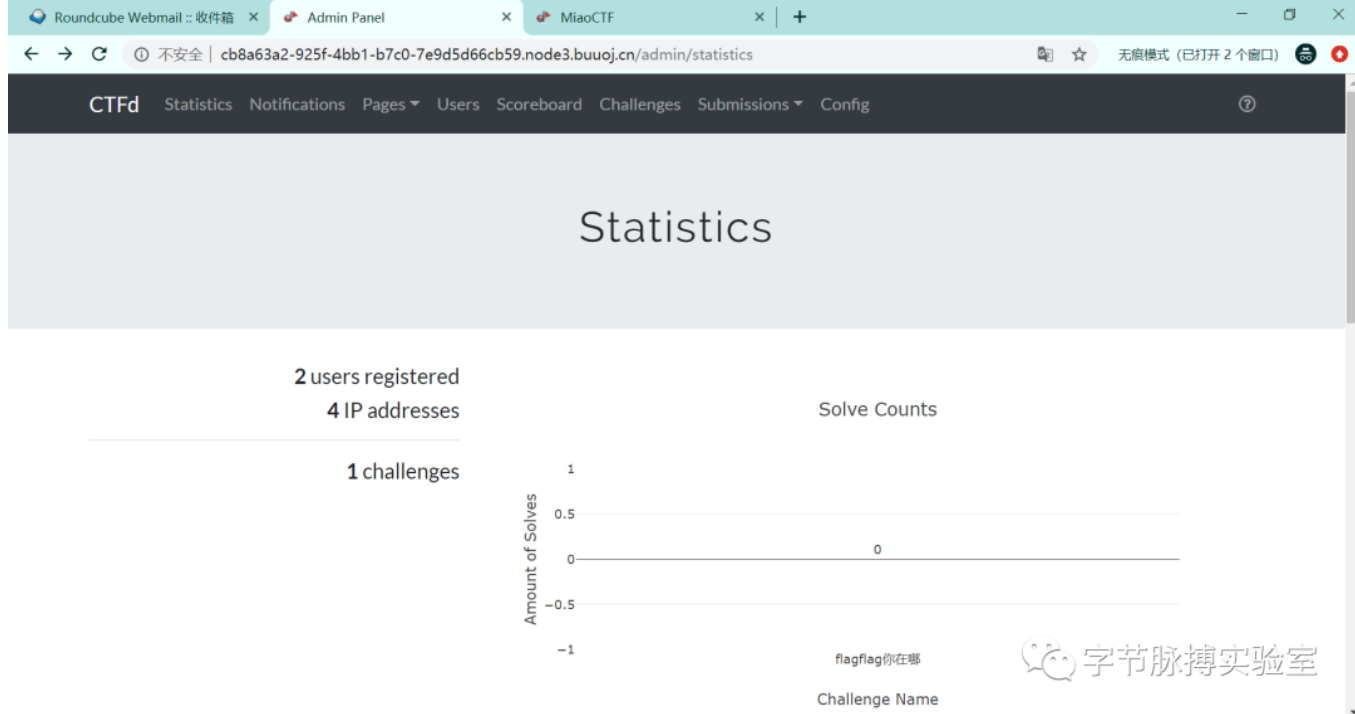 Roundcube Webmail :: 收件箱
Admin Panel
MiaoCTF
不安全 | cb8a63a2-925f-4bb1-b7c0-7e9d5d66cb59.node3.buuoj.cn/admin/statistics
无痕模式（已打开 2 个窗口）
CTFd Statistics Notifications Pages Users Scoreboard Challenges Submissions Config
Statistics
2 users registered
4 IP addresses
1 challenges
Solve Counts
1
0.5
0
−0.5
−1
Amount of Solves
0
flagflag你在哪
Challenge Name
字节脉搏实验室